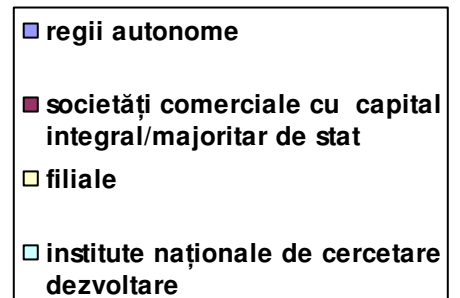 regii autonome
societăți comerciale cu capital
integral/majoritar de stat
filiale
institute naționale de cercetare
dezvoltare